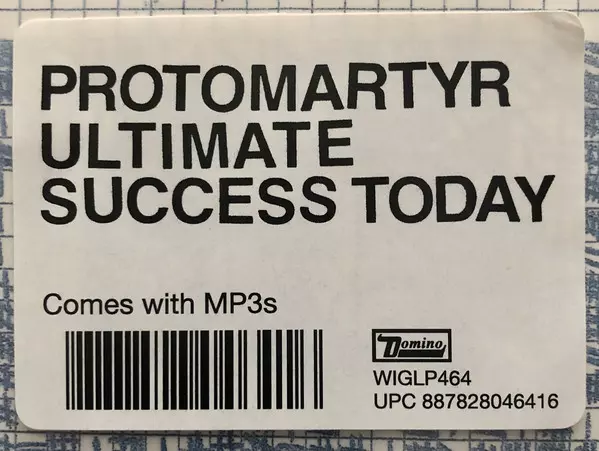 PROTOMARTYR
ULTIMATE
SUCCESS TODAY
Comes with MP3s
Domino
WIGLP464
UPC 887828046416